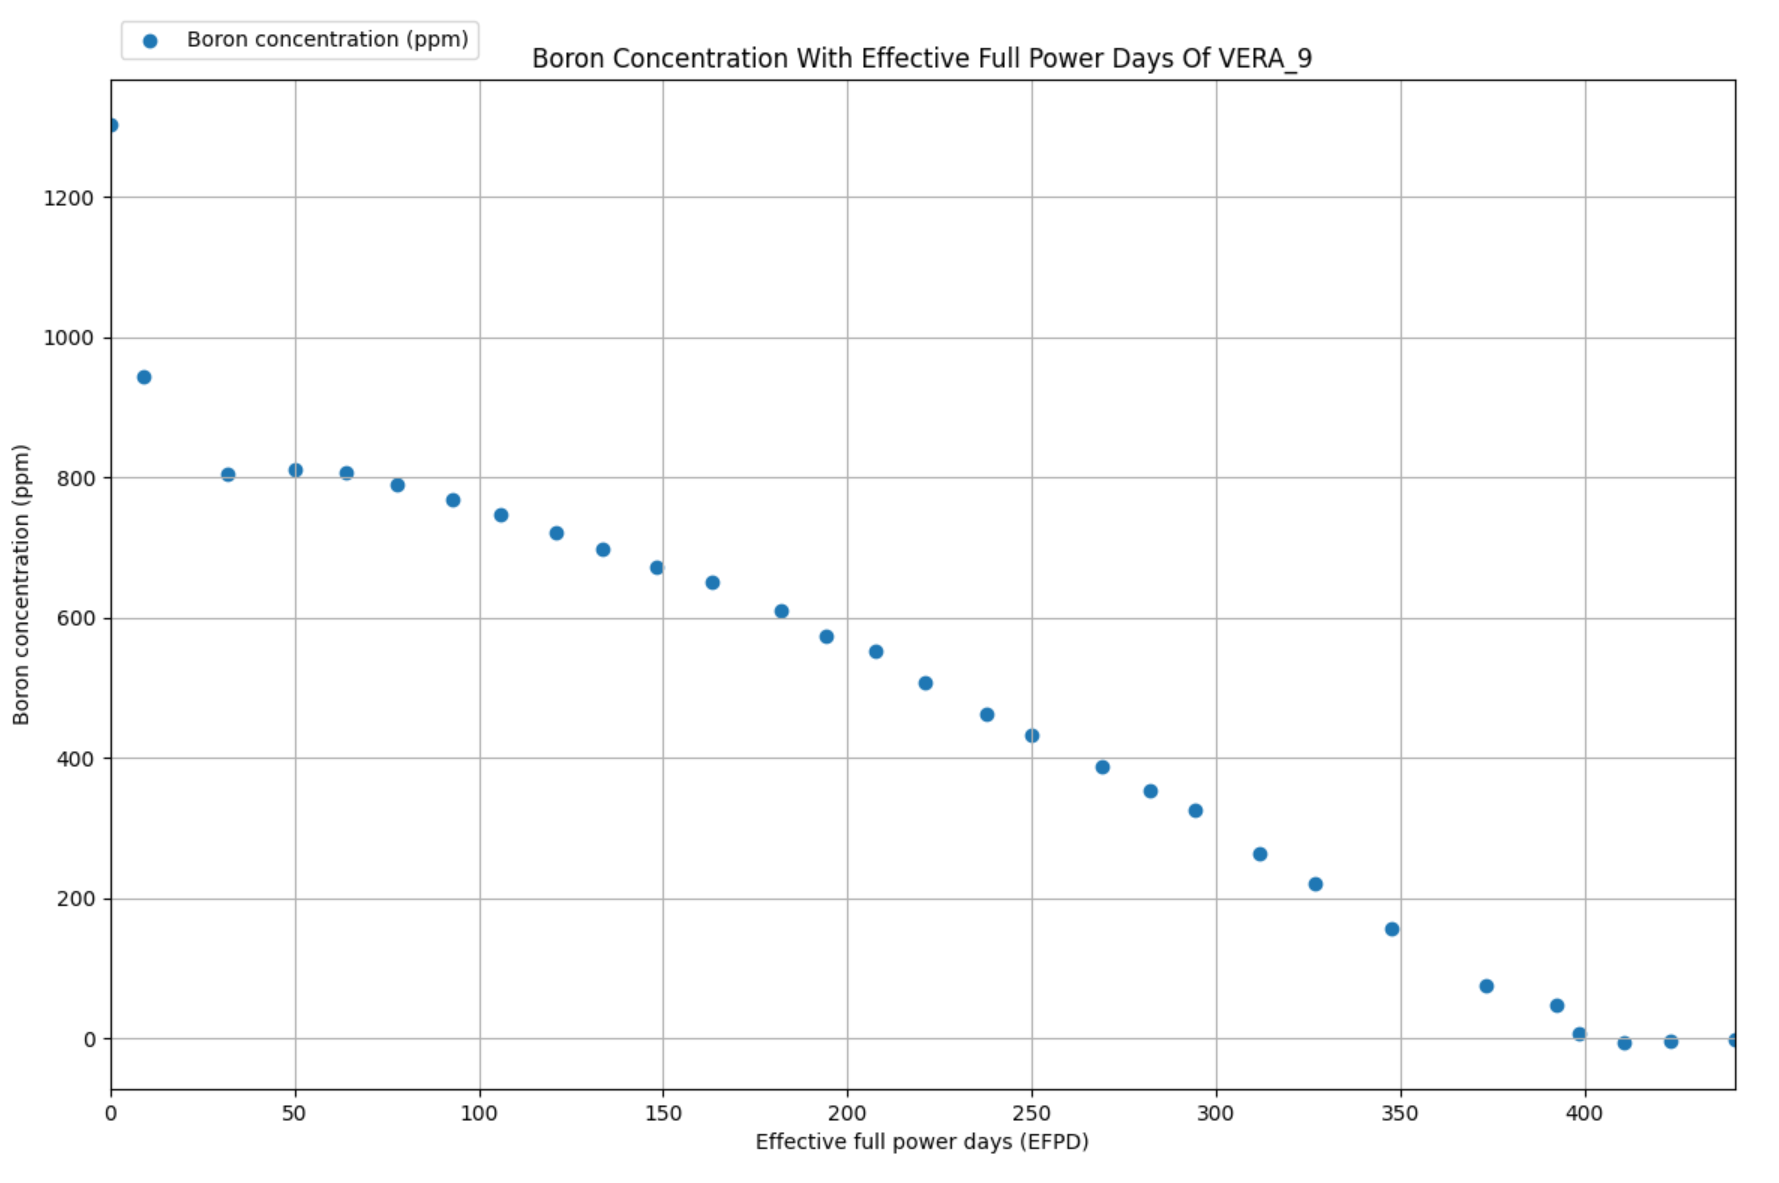 Boron concentration (ppm)
Boron Concentration With Effective Full Power Days Of VERA_9
1200
1000
800
600
400
200
0
Boron concentration (ppm)
0 50 100 150 200 250 300 350 400
Effective full power days (EFPD)